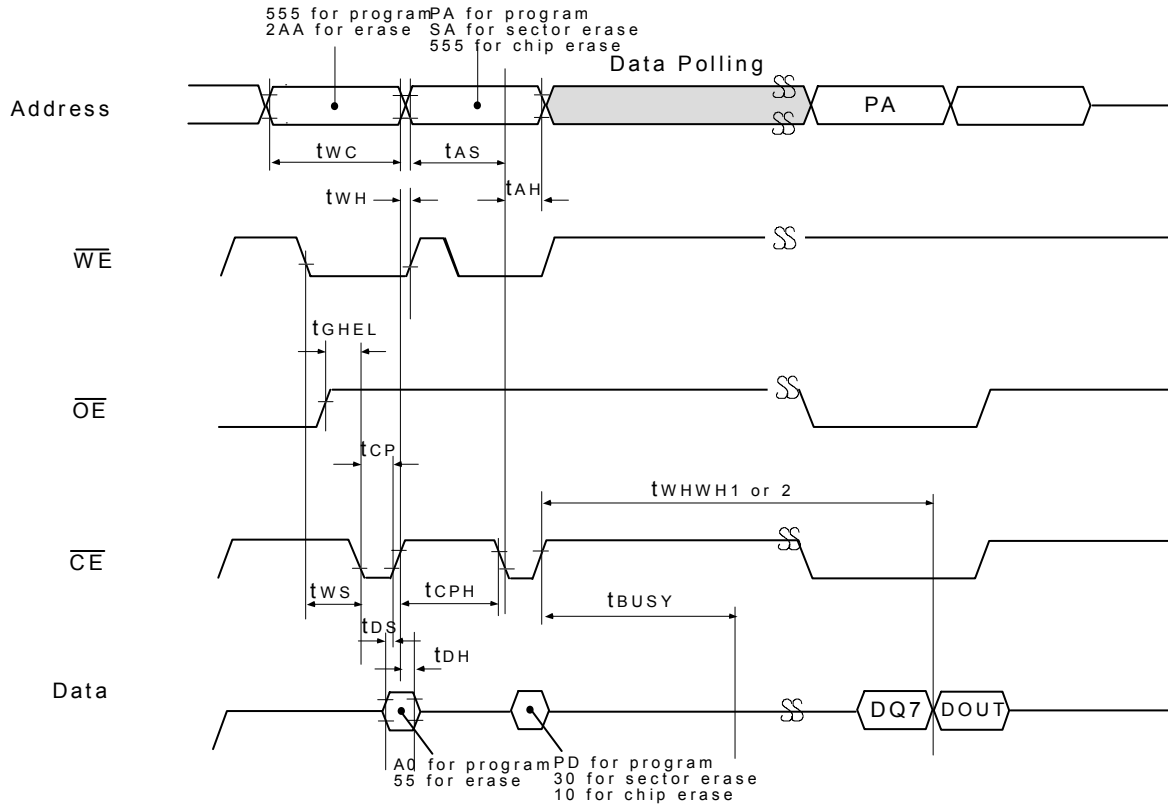 555 for program
2AA for erase
PA for program
SA for sector erase
555 for chip erase
Data Polling
Address
PA
tWC
tAS
tAH
tWH
WE
tGHEL
OE
tCP
tWHWH1 or 2
CE
tWS
tCPH
tBUSY
tDS
tDH
Data
DQ7
DOUT
A0 for program
55 for erase
PD for program
30 for sector erase
10 for chip erase